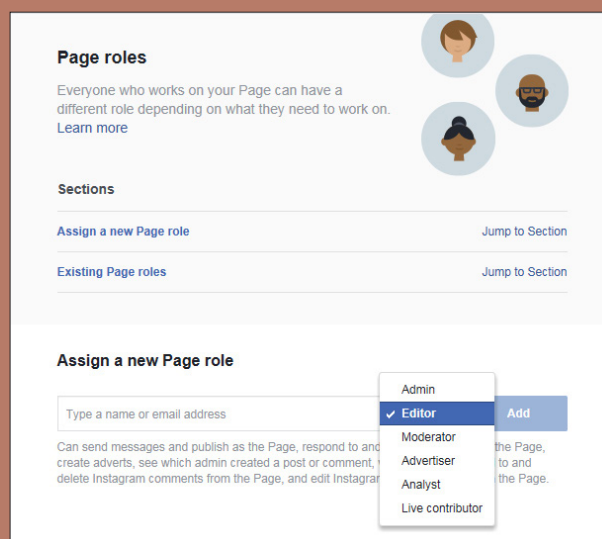 Page roles
Everyone who works on your Page can have a
different role depending on what they need to work on.
Learn more
Sections
Assign a new Page role Jump to Section
Existing Page roles Jump to Section
Assign a new Page role
Type a name or email address
Admin
Editor
Moderator
Advertiser
Analyst
Live contributor
Add
Can send messages and publish as the Page, respond to and the Page,
create adverts, see which admin created a post or comment, to and
delete Instagram comments from the Page, and edit Instagram the Page.